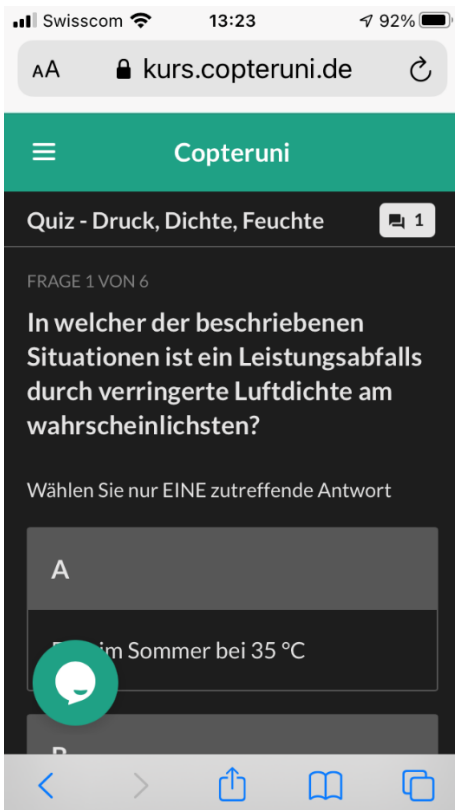 Swisscom 13:23 92%
AA kurs.copteruni.de
Copteruni
Quiz - Druck, Dichte, Feuchte 1
FRAGE 1 VON 6
In welcher der beschriebenen
Situationen ist ein Leistungsabfalls
durch verringerte Luftdichte am
wahrscheinlichsten?
Wählen Sie nur EINE zutreffende Antwort
A
im Sommer bei 35 °C